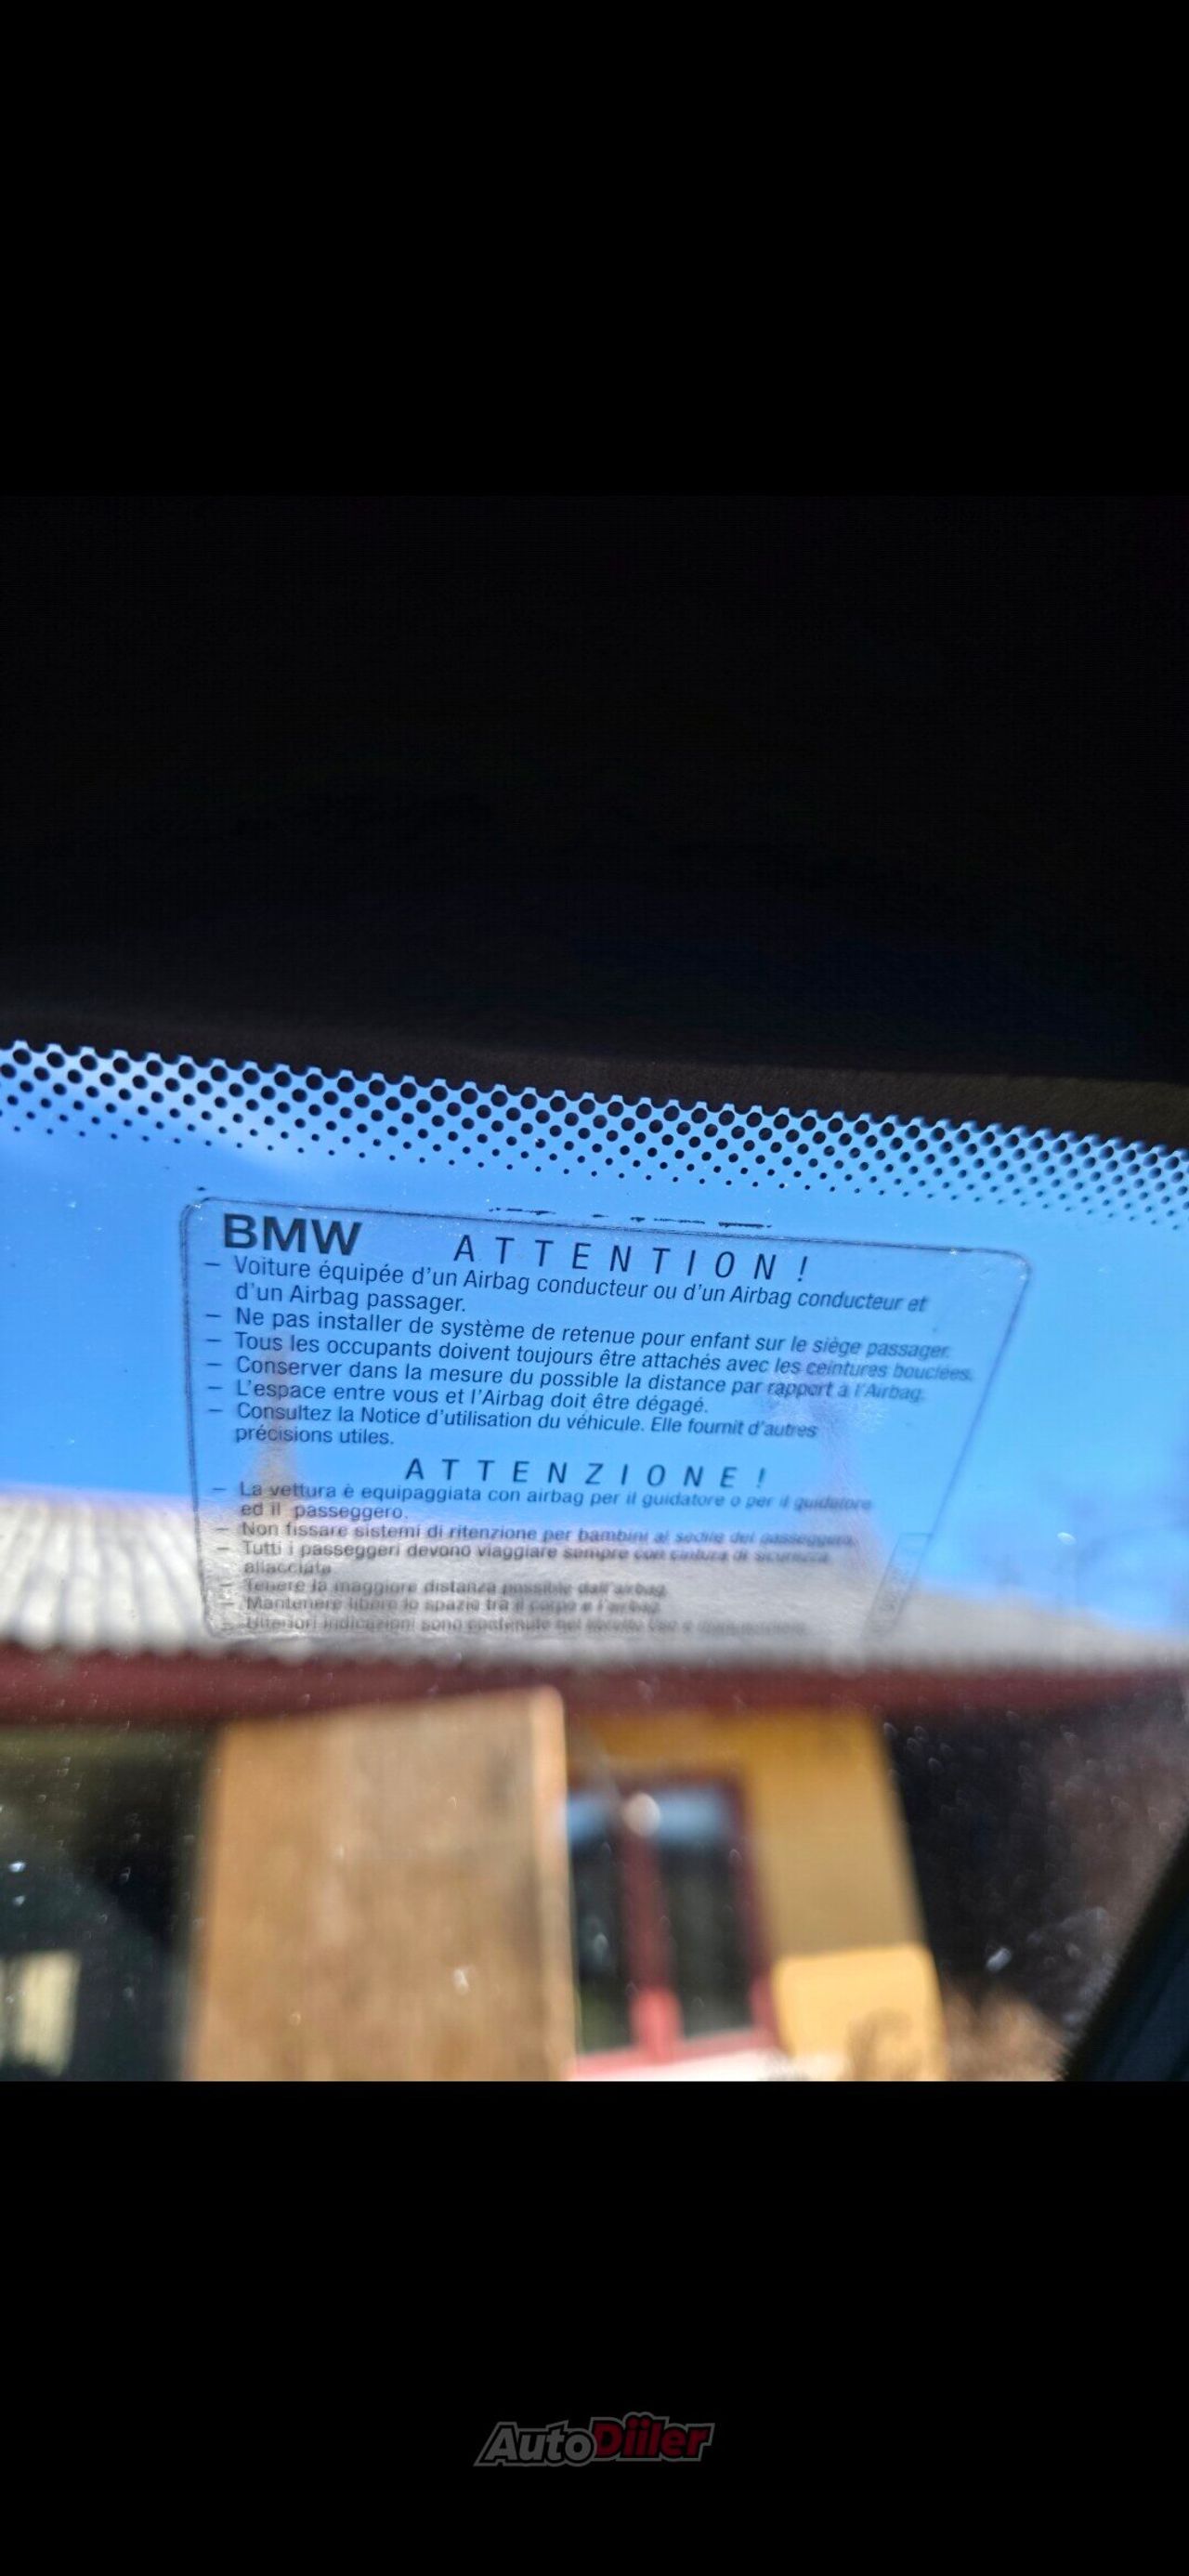 BMW ATTENTION!
– Voiture équipée d'un Airbag conducteur ou d'un Airbag conducteur et
d'un Airbag passager.
– Ne pas installer de système de retenue pour enfant sur le siège passager.
– Tous les occupants doivent toujours être attachés avec les ceintures bouclées.
– Conserver dans la mesure du possible la distance par rapport à l'Airbag.
– L'espace entre vous et l'Airbag doit être dégagé.
– Consultez la Notice d'utilisation du véhicule. Elle fournit d'autres
précisions utiles.
ATTENZIONE!
– La vettura è equipaggiata con airbag per il guidatore o per il guidatore
ed il passeggero.
– Non fissare sistemi di ritenzione per bambini al sedile del passeggero.
– Tutti i passeggeri devono viaggiare sempre con cintura di sicurezza
allacciata
– Tenere la maggiore distanza possibile dall'airbag.
– Mantenere libero lo spazio tra il corpo e l'airbag.
– Ulteriori indicazioni sono contenute nel
AutoDiiler